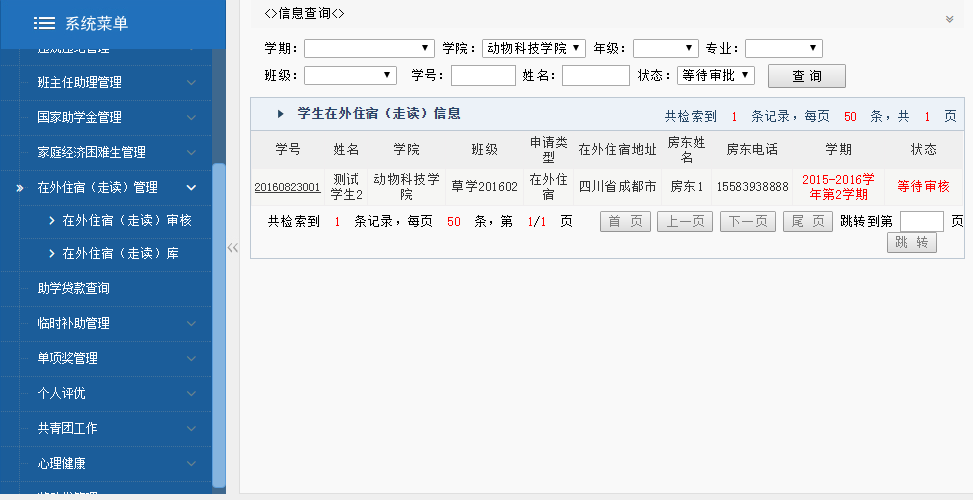 系统菜单
班主任助理管理
国家助学金管理
家庭经济困难生管理
在外住宿（走读）管理
在外住宿（走读）审核
在外住宿（走读）库
助学贷款查询
临时补助管理
单项奖管理
个人评优
共青团工作
心理健康
<>信息查询<>
学期： 学院：动物科技学院 年级： 专业：
班级： 学号： 姓名： 状态：等待审批 查 询
学生在外住宿（走读）信息 共检索到 1 条记录，每页 50 条，共 1 页
学号 姓名 学院 班级 申请类型 在外住宿地址 房东姓名 房东电话 学期 状态
20160823001 测试学生2 动物科技学院 草学201602 在外住宿 四川省成都市 房东1 15583938888 2015-2016学年第2学期 等待审核
共检索到 1 条记录，每页 50 条，第 1/1 页 首 页 上一页 下一页 尾 页 跳转到第 页
跳 转